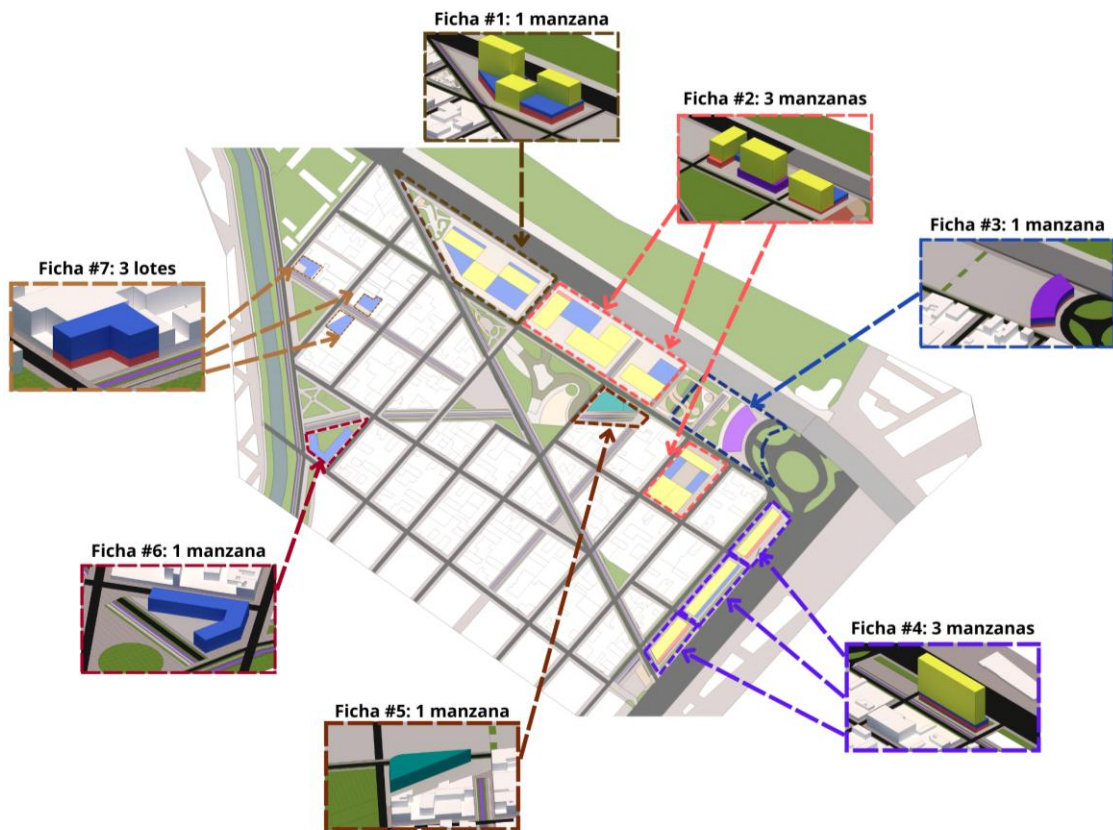 Ficha #1: 1 manzana
Ficha #2: 3 manzanas
Ficha #3: 1 manzana
Ficha #7: 3 lotes
Ficha #6: 1 manzana
Ficha #4: 3 manzanas
Ficha #5: 1 manzana